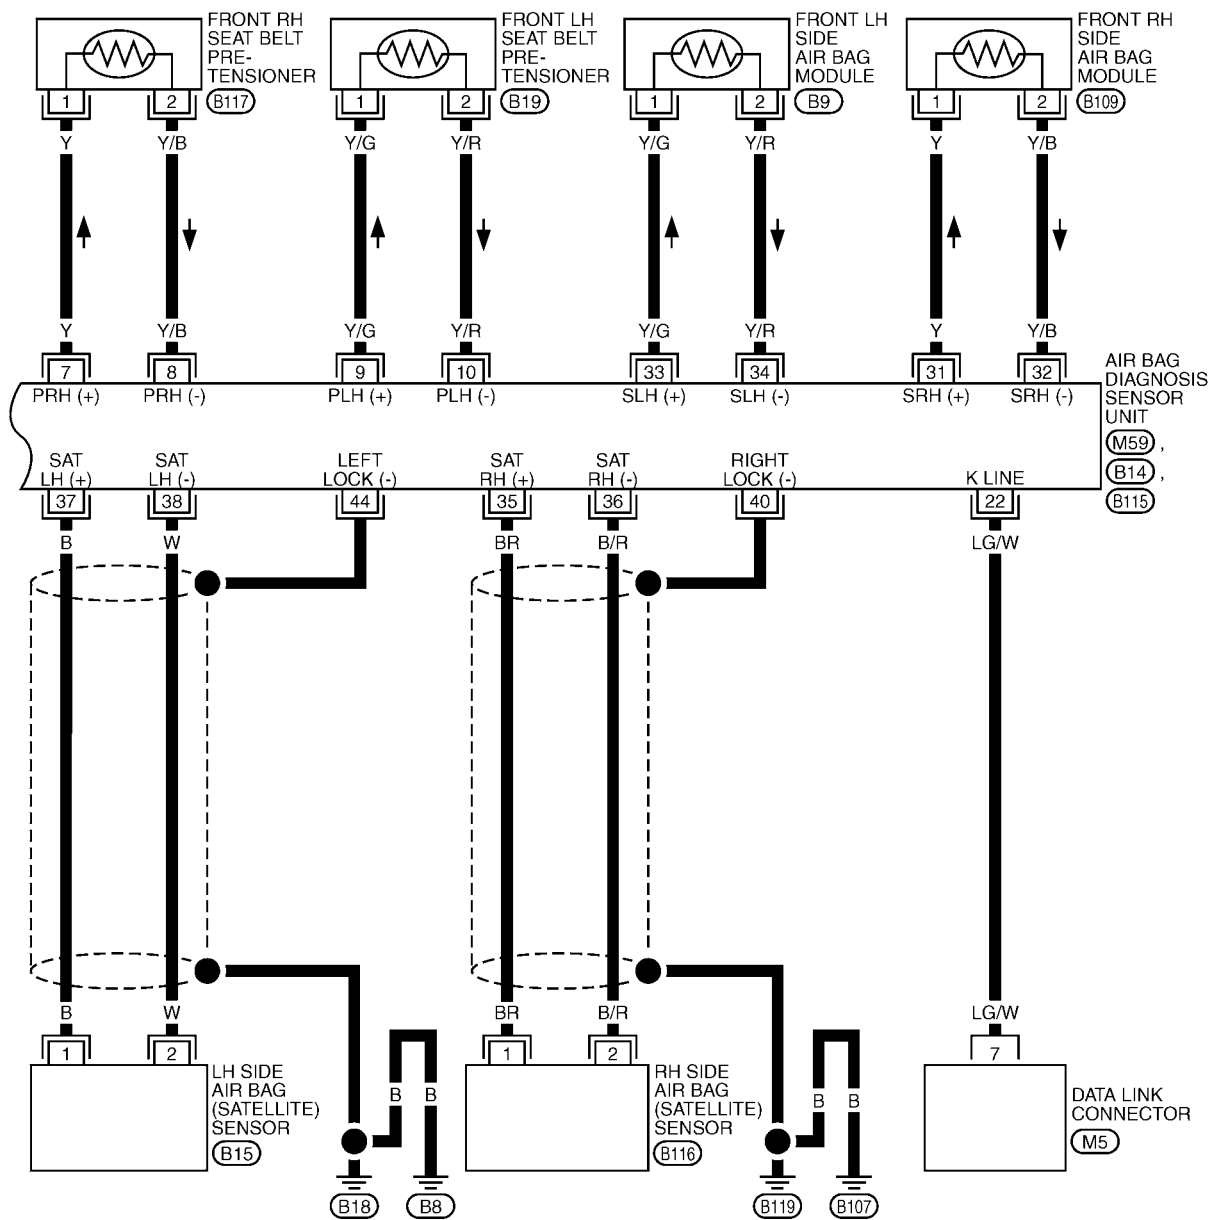 FRONT RH
SEAT BELT
PRE-
TENSIONER
B117
FRONT LH
SEAT BELT
PRE-
TENSIONER
B19
FRONT LH
SIDE
AIR BAG
MODULE
B9
FRONT RH
SIDE
AIR BAG
MODULE
B109
1 2 1 2 1 2 1 2
Y Y/B Y/G Y/R Y/G Y/R Y Y/B
Y Y/B Y/G Y/R Y/G Y/R Y Y/B
7 8 9 10 33 34 31 32
PRH (+) PRH (-) PLH (+) PLH (-) SLH (+) SLH (-) SRH (+) SRH (-)
AIR BAG
DIAGNOSIS
SENSOR
UNIT
M59 ,
B14 ,
B115
SAT
LH (+)
SAT
LH (-)
LEFT
LOCK (-)
SAT
RH (+)
SAT
RH (-)
RIGHT
LOCK (-)
K LINE
37 38 44 35 36 40 22
B W BR B/R LG/W
B W BR B/R LG/W
1 2 1 2 7
LH SIDE
AIR BAG
(SATELLITE)
SENSOR
B15
B B
B18 B8
RH SIDE
AIR BAG
(SATELLITE)
SENSOR
B116
B B
B119 B107
DATA LINK
CONNECTOR
M5